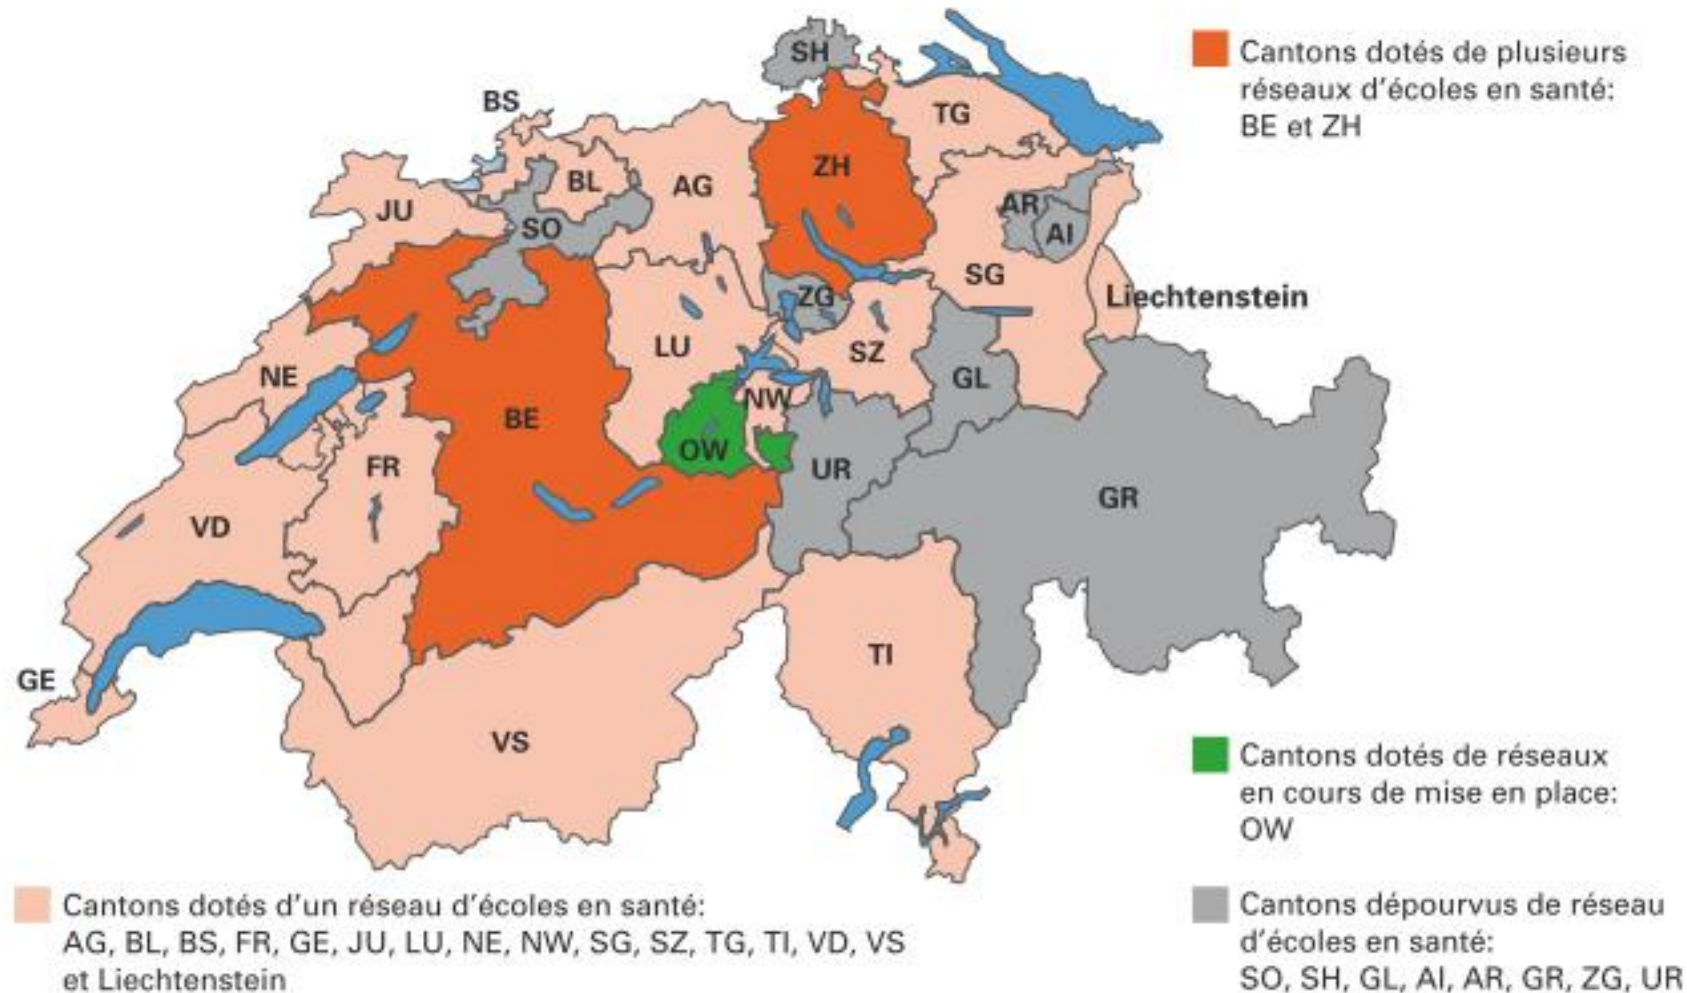 SH
Cantons dotés de plusieurs
réseaux d'écoles en santé:
BE et ZH
BS
TG
ZH
BL
AG
JU
AR
SO
AI
SG
ZG
Liechtenstein
LU
SZ
NE
GL
NW
BE
OW
FR
UR
GR
VD
TI
GE
VS
Cantons dotés de réseaux
en cours de mise en place:
OW
Cantons dotés d'un réseau d'écoles en santé:
AG, BL, BS, FR, GE, JU, LU, NE, NW, SG, SZ, TG, TI, VD, VS
et Liechtenstein
Cantons dépourvus de réseau
d'écoles en santé:
SO, SH, GL, AI, AR, GR, ZG, UR